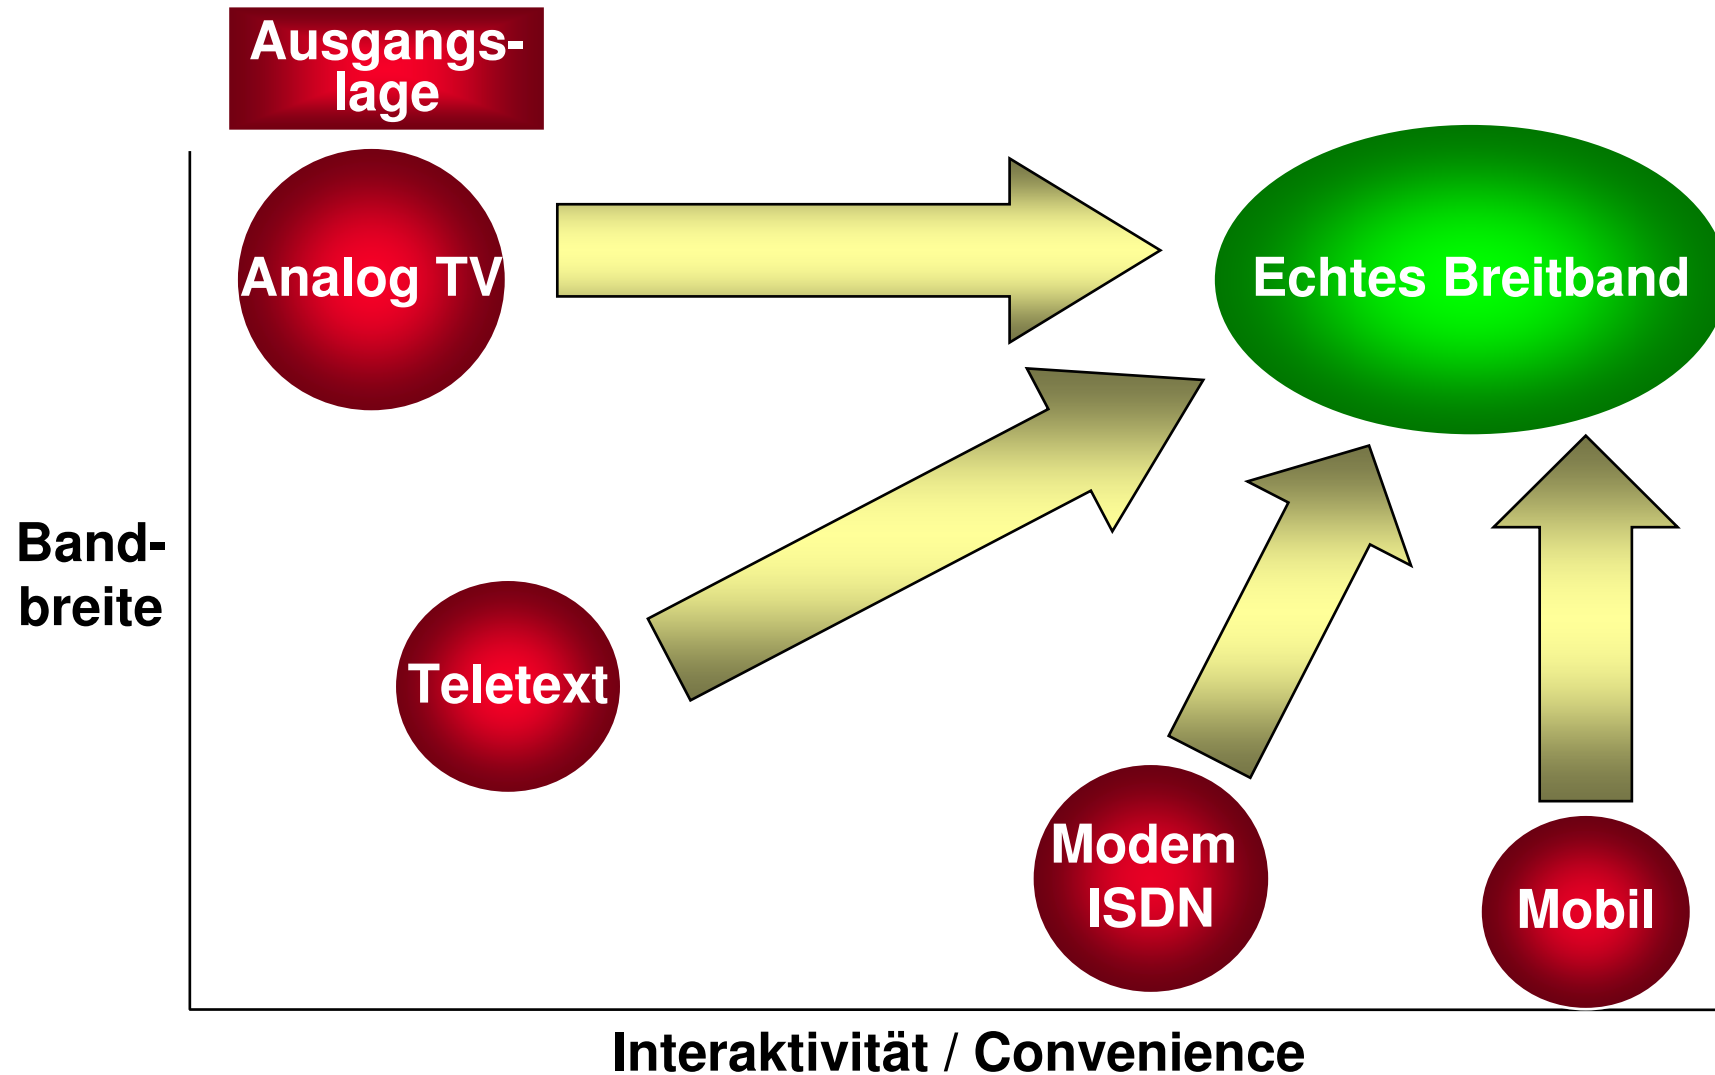 Ausgangs-
lage
Analog TV
Echtes Breitband
Band-
breite
Teletext
Modem
ISDN
Mobil
Interaktivität / Convenience